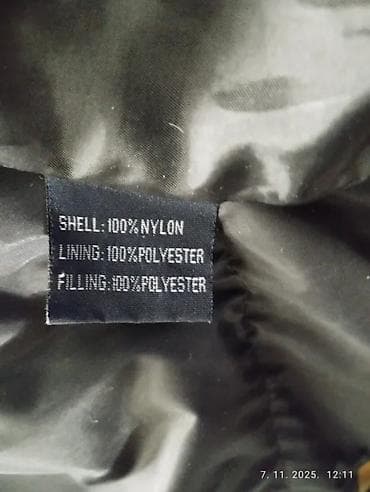 SHELL: 100% NYLON
LINING: 100% POLYESTER
FILLING: 100% POLYESTER
7. 11. 2025. 12:11